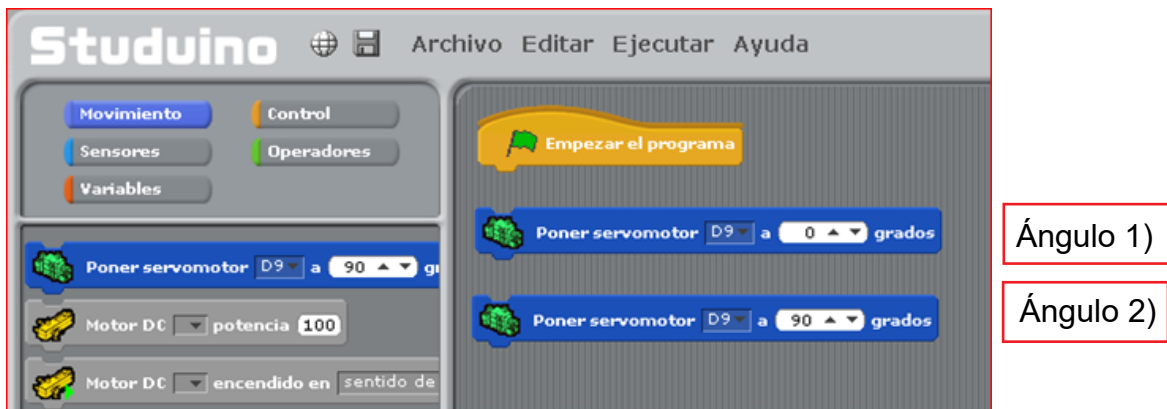 Studuino Archivo Editar Ejecutar Ayuda
Movimiento Control
Sensores Operadores
Variables
Poner servomotor D9 a 90
Motor DC potencia 100
Motor DC encendido en sentido de
Empezar el programa
Poner servomotor D9 a 0 grados
Poner servomotor D9 a 90 grados
Ángulo 1)
Ángulo 2)